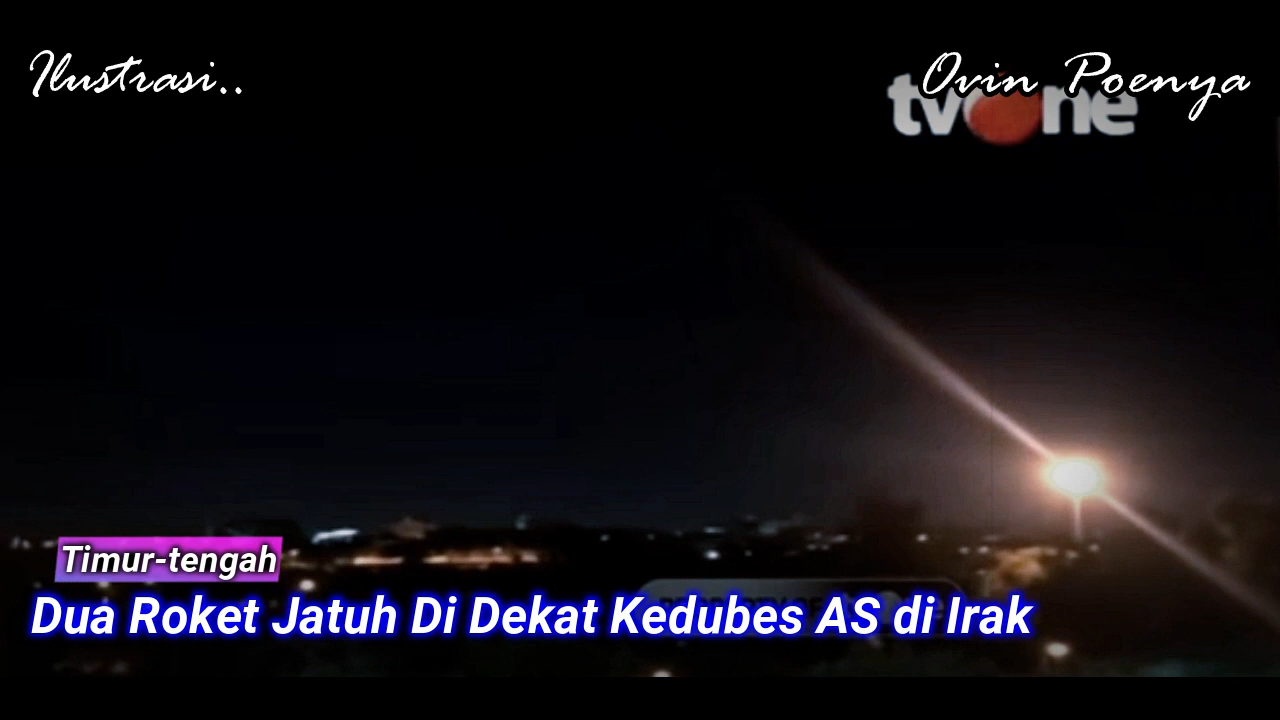 Ilustrasi..
Ovin Poenya
tvOne
Timur-tengah
Dua Roket Jatuh Di Dekat Kedubes AS di Irak